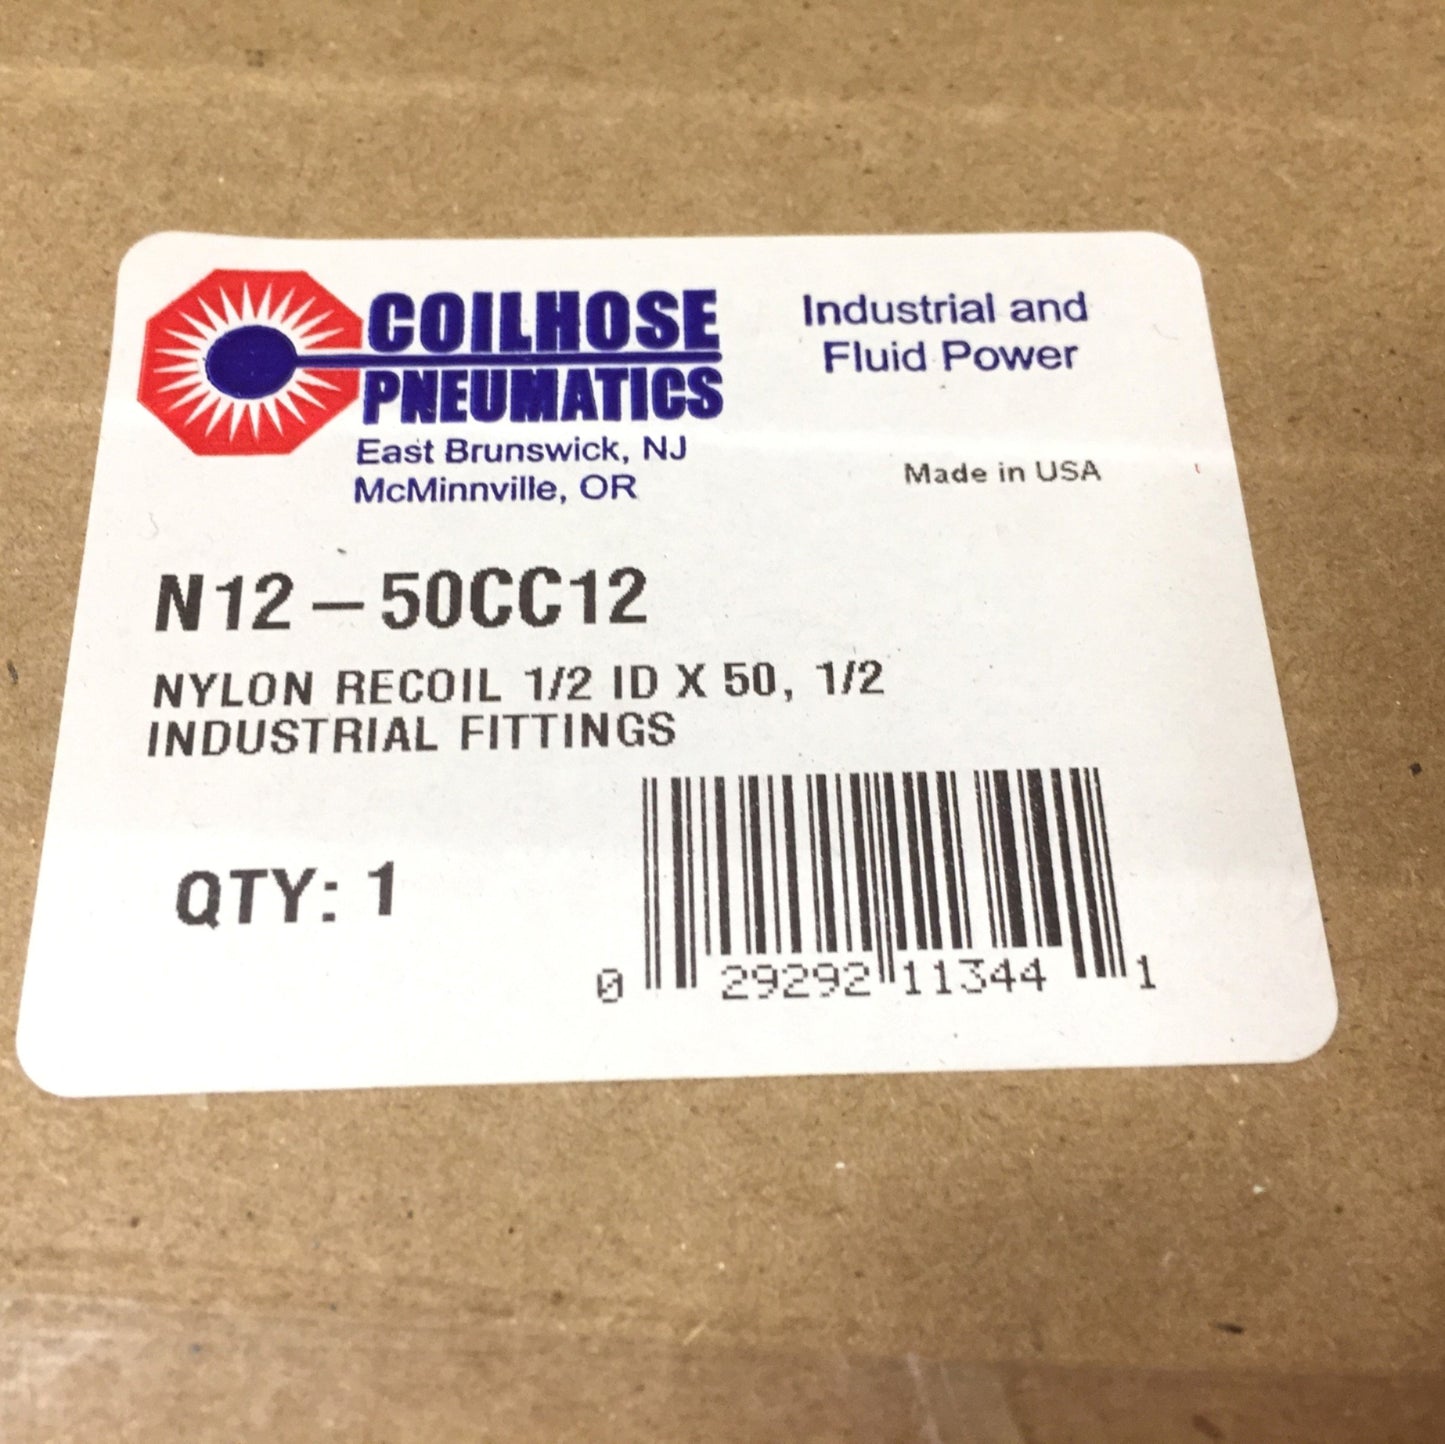 COILHOSE
PNEUMATICS
East Brunswick, NJ
McMinnville, OR
Industrial and
Fluid Power
Made in USA
N12-50CC12
NYLON RECOIL 1/2 ID X 50, 1/2
INDUSTRIAL FITTINGS
QTY: 1
0 29292 11344 1